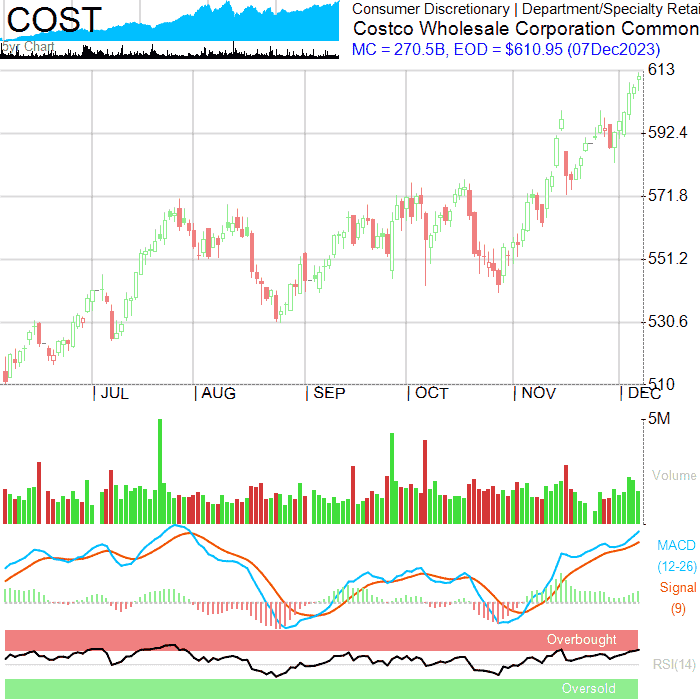 COST
5yr Chart
Consumer Discretionary | Department/Specialty Retai
Costco Wholesale Corporation Common
MC = 270.5B, EOD = $610.95 (07Dec2023)
613
592.4
571.8
551.2
530.6
510
JUL AUG SEP OCT NOV DEC
5M
Volume
MACD
(12-26)
Signal
(9)
Overbought
RSI(14)
Oversold